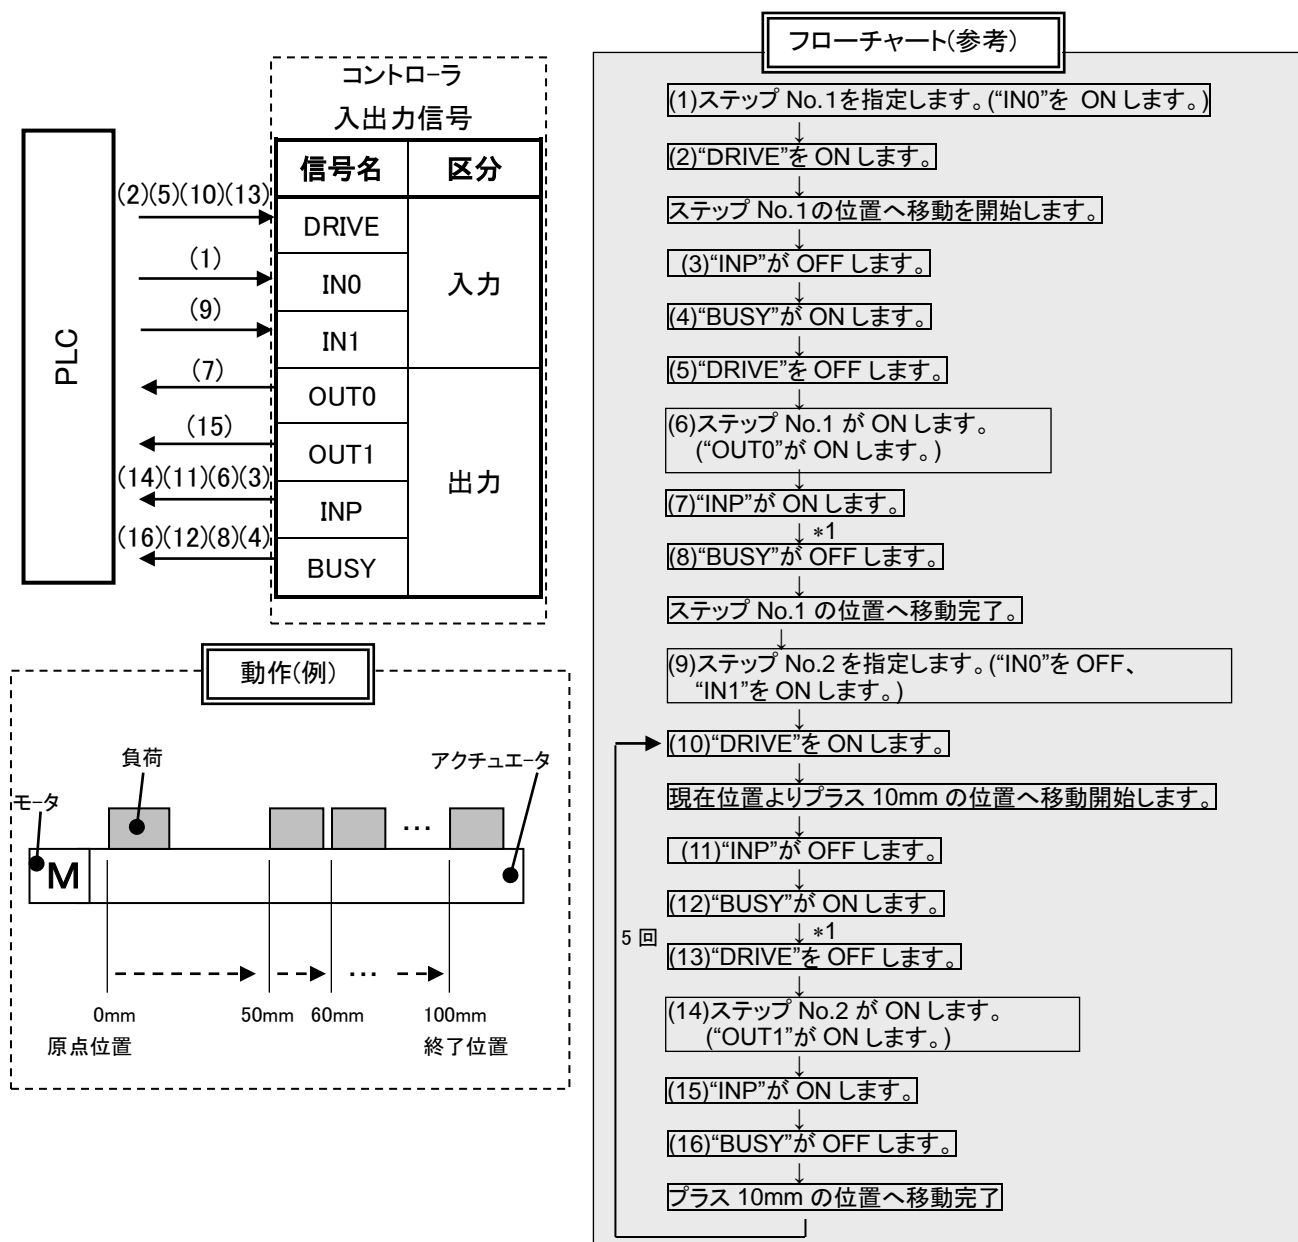 コントローラ
入出力信号
信号名 区分
DRIVE
IN0
IN1
入力
OUT0
OUT1
INP
BUSY
出力
PLC
(2)(5)(10)(13)
(1)
(9)
(7)
(15)
(14)(11)(6)(3)
(16)(12)(8)(4)
動作(例)
負荷
アクチュエータ
モータ
M
…
…
0mm 50mm 60mm 100mm
原点位置 終了位置
フローチャート(参考)
(1)ステップ No.1を指定します。(“IN0”を ON します。)
↓
(2)“DRIVE”を ON します。
↓
ステップ No.1の位置へ移動を開始します。
↓
(3)“INP”が OFF します。
↓
(4)“BUSY”が ON します。
↓
(5)“DRIVE”を OFF します。
↓
(6)ステップ No.1 が ON します。
(“OUT0”が ON します。)
↓
(7)“INP”が ON します。
↓ *1
(8)“BUSY”が OFF します。
↓
ステップ No.1 の位置へ移動完了。
↓
(9)ステップ No.2 を指定します。(“IN0”を OFF、
“IN1”を ON します。)
↓
(10)“DRIVE”を ON します。
↓
現在位置よりプラス 10mm の位置へ移動開始します。
↓
(11)“INP”が OFF します。
↓
(12)“BUSY”が ON します。
↓ *1
5 回
(13)“DRIVE”を OFF します。
↓
(14)ステップ No.2 が ON します。
(“OUT1”が ON します。)
↓
(15)“INP”が ON します。
↓
(16)“BUSY”が OFF します。
↓
プラス 10mm の位置へ移動完了